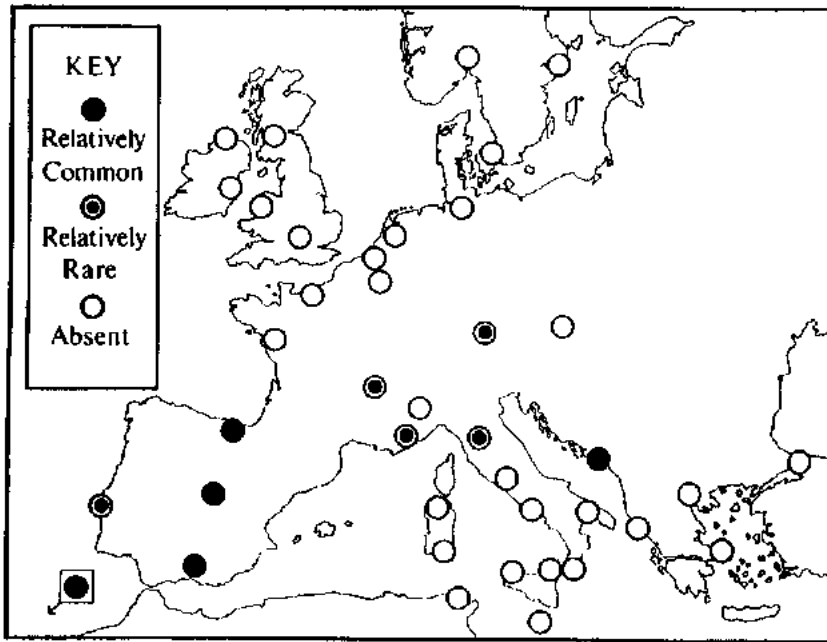 KEY
Relatively
Common
Relatively
Rare
Absent